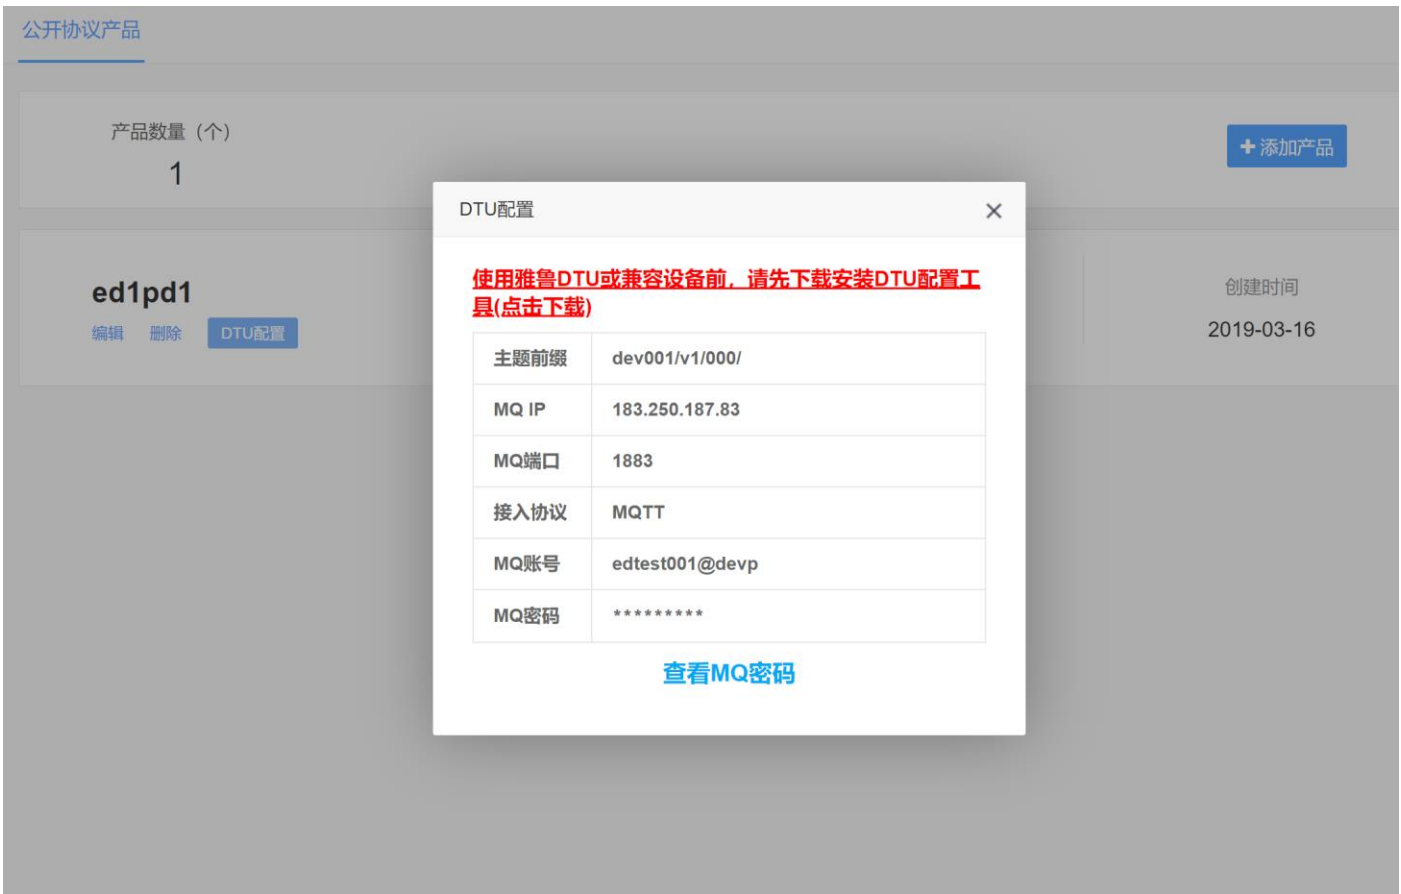 公开协议产品
产品数量（个）
1
添加产品
DTU配置
使用雅鲁DTU或兼容设备前，请先下载安装DTU配置工
具(点击下载)
主题前缀 dev001/v1/000/
MQ IP 183.250.187.83
MQ端口 1883
接入协议 MQTT
MQ账号 edtest001@devp
MQ密码 *********
查看MQ密码
ed1pd1
编辑 删除 DTU配置
创建时间
2019-03-16